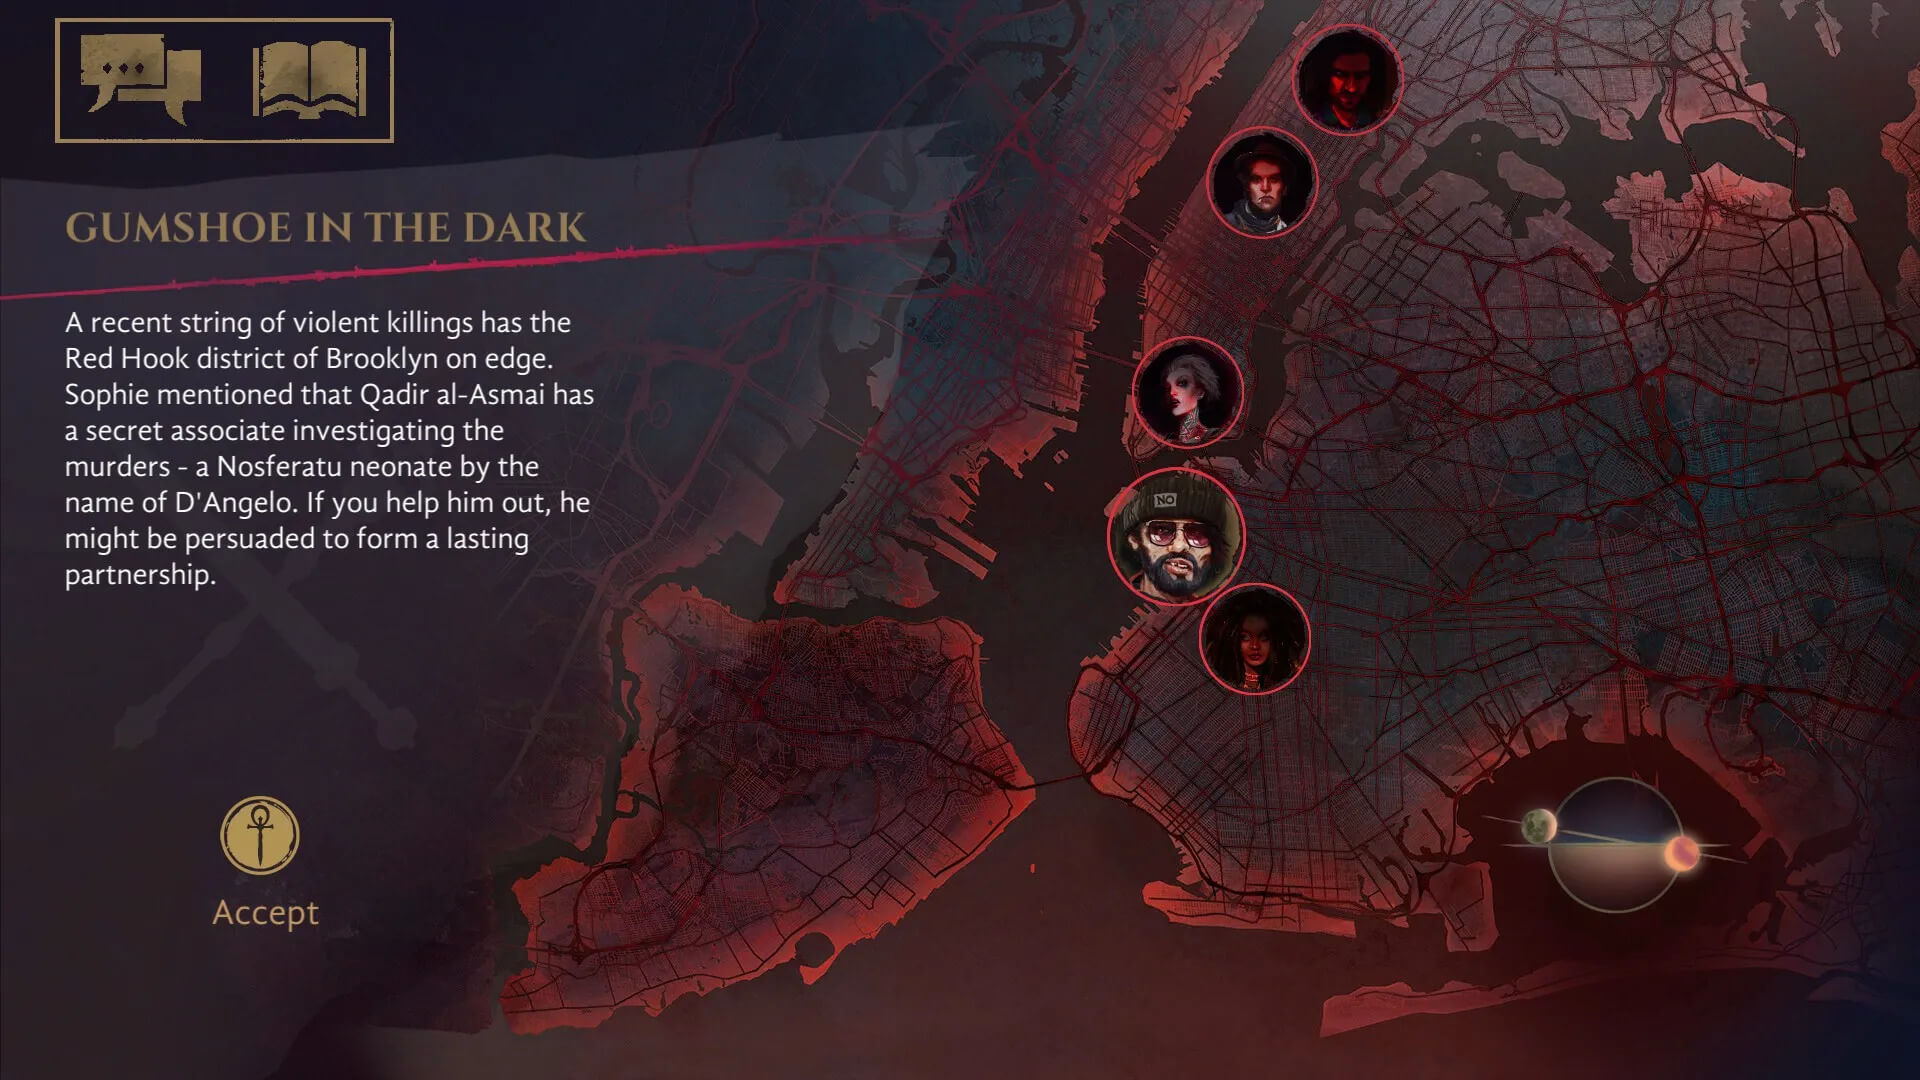 GUMSHOE IN THE DARK
A recent string of violent killings has the
Red Hook district of Brooklyn on edge.
Sophie mentioned that Qadir al-Asmai has
a secret associate investigating the
murders - a Nosferatu neonate by the
name of D'Angelo. If you help him out, he
might be persuaded to form a lasting
partnership.
NO
Accept